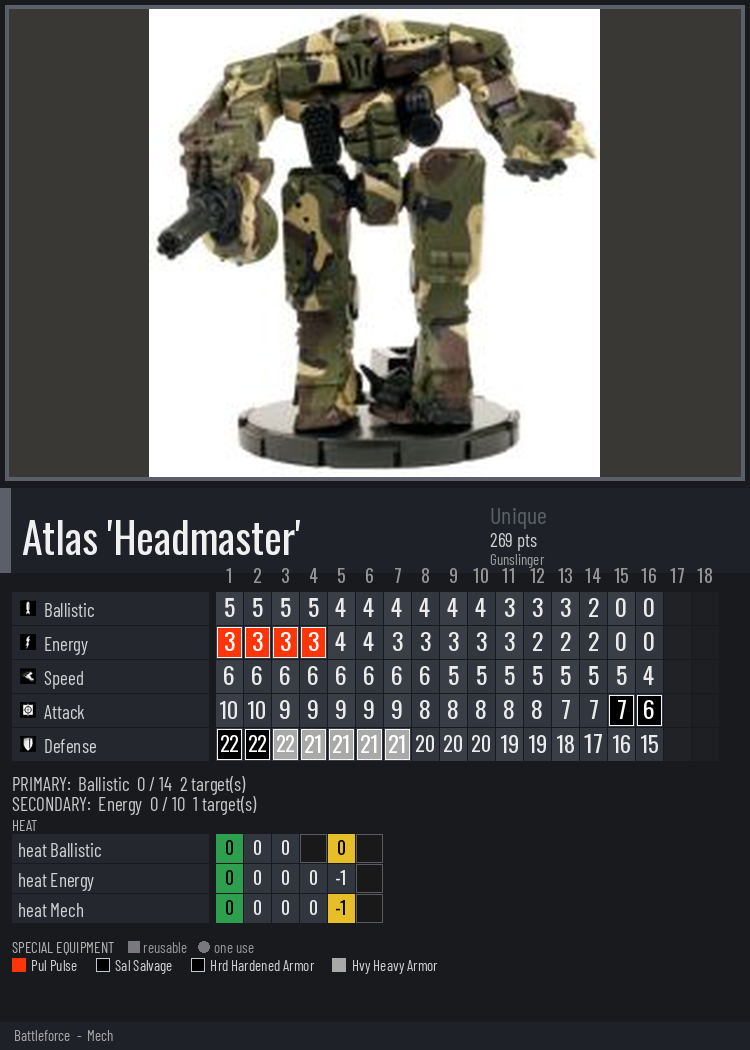 Atlas 'Headmaster'
Unique
269 pts
Gunslinger
1 2 3 4 5 6 7 8 9 10 11 12 13 14 15 16 17 18
Ballistic 5 5 5 5 4 4 4 4 4 4 3 3 3 2 0 0
Energy 3 3 3 3 4 4 3 3 3 3 3 2 2 2 0 0
Speed 6 6 6 6 6 6 6 6 5 5 5 5 5 5 5 4
Attack 10 10 9 9 9 9 9 8 8 8 8 8 7 7 7 6
Defense 22 22 22 21 21 21 21 20 20 20 19 19 18 17 16 15
PRIMARY: Ballistic 0 / 14 2 target(s)
SECONDARY: Energy 0 / 10 1 target(s)
HEAT
heat Ballistic 0 0 0 0
heat Energy 0 0 0 0 -1
heat Mech 0 0 0 0 -1
SPECIAL EQUIPMENT reusable one use
Pul Pulse Sal Salvage Hrd Hardened Armor Hvy Heavy Armor
Battleforce - Mech